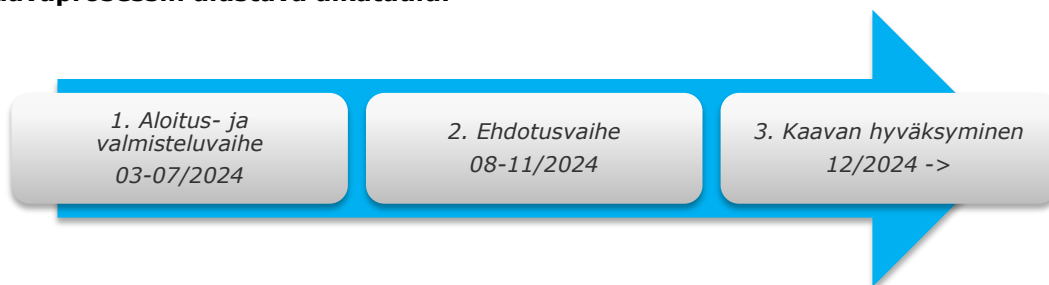 1. Aloitus- ja
valmisteluvaihe
03-07/2024
2. Ehdotusvaihe
08-11/2024
3. Kaavan hyväksyminen
12/2024 ->